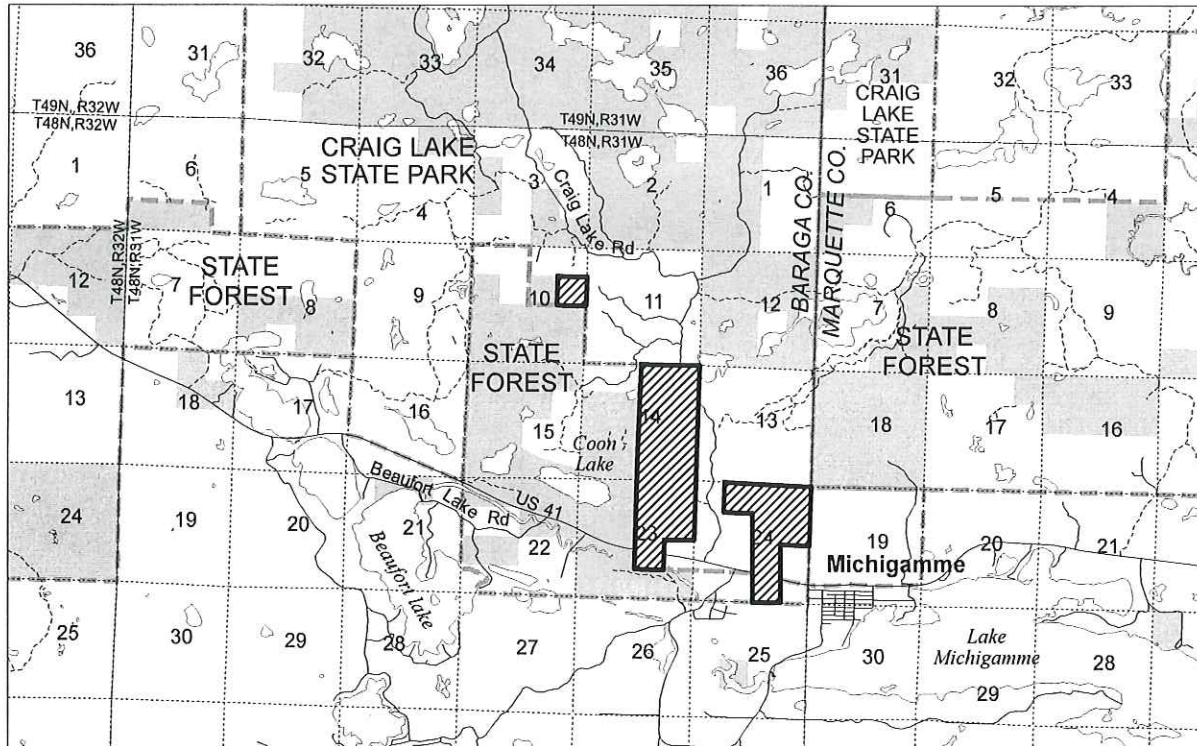 36 31 32 33 34 35 36 31 32 33
CRAIG
LAKE
STATE
PARK
T49N, R32W
T48N, R32W
T49N,R31W
T48N,R31W
CRAIG LAKE
STATE PARK
1 6 5 4 3 2 1 6 5 4
Craig Lake Rd
BARAGA CO.
MARQUETTE CO.
T48N,R32W
T48N,R31W
12 7 8 9 10 11 12 7 8 9
STATE
FOREST
STATE
FOREST
STATE
FOREST
13 18 17 16 15 14 13 18 17 16
Coon
Lake
US 41
Beaufort Lake Rd
24 19 20 21 22 23 24 19 20 21
Beaufort lake
Michigamme
25 30 29 28 27 26 25 30 29 28
Lake
Michigamme